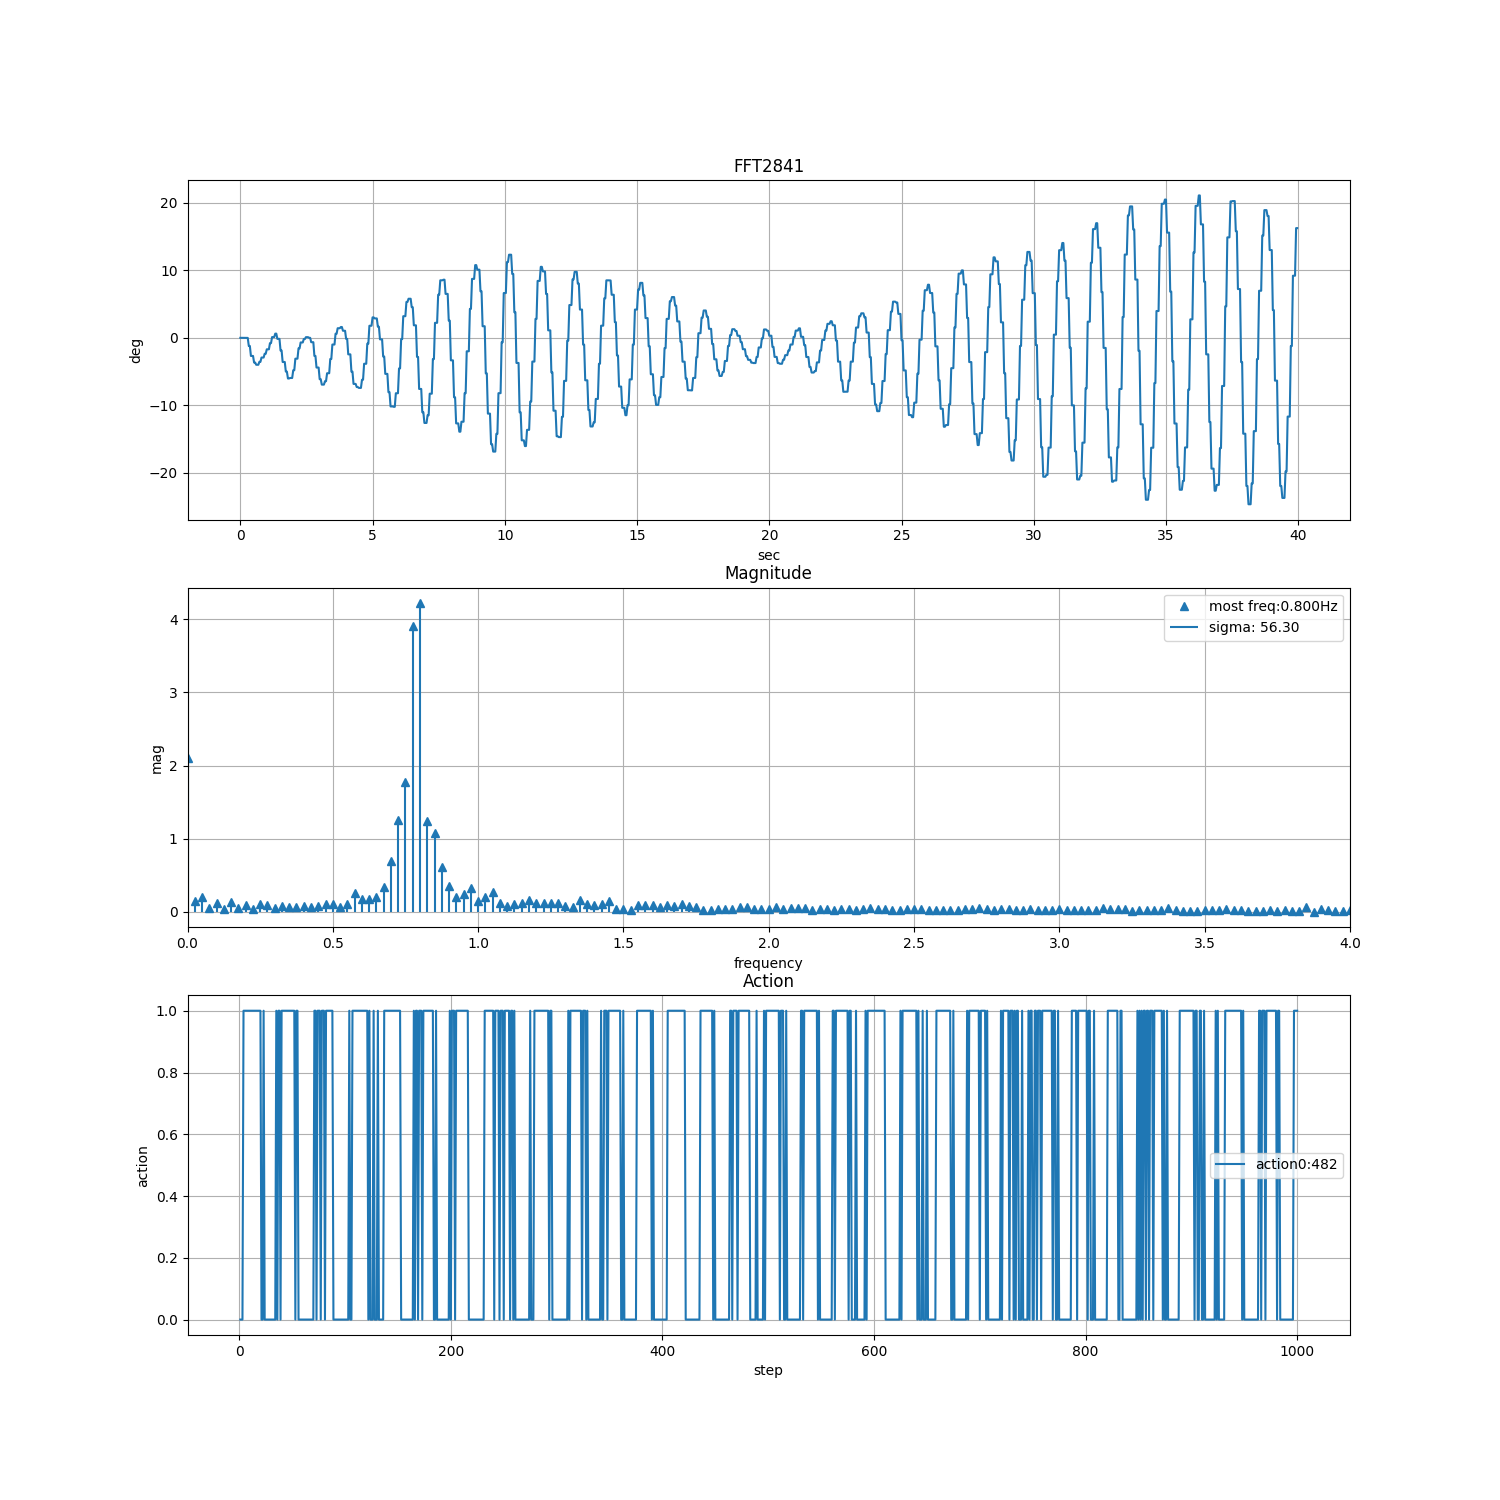 FFT2841
deg
20
10
0
−10
−20
0 5 10 15 20 25 30 35 40
sec
Magnitude
mag
4
3
2
1
0
most freq:0.800Hz
sigma: 56.30
0.0 0.5 1.0 1.5 2.0 2.5 3.0 3.5 4.0
frequency
Action
action
1.0
0.8
0.6
0.4
0.2
0.0
action0:482
0 200 400 600 800 1000
step